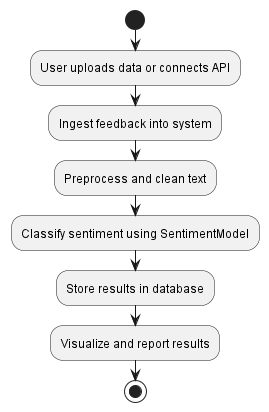 User uploads data or connects API
Ingest feedback into system
Preprocess and clean text
Classify sentiment using SentimentModel
Store results in database
Visualize and report results